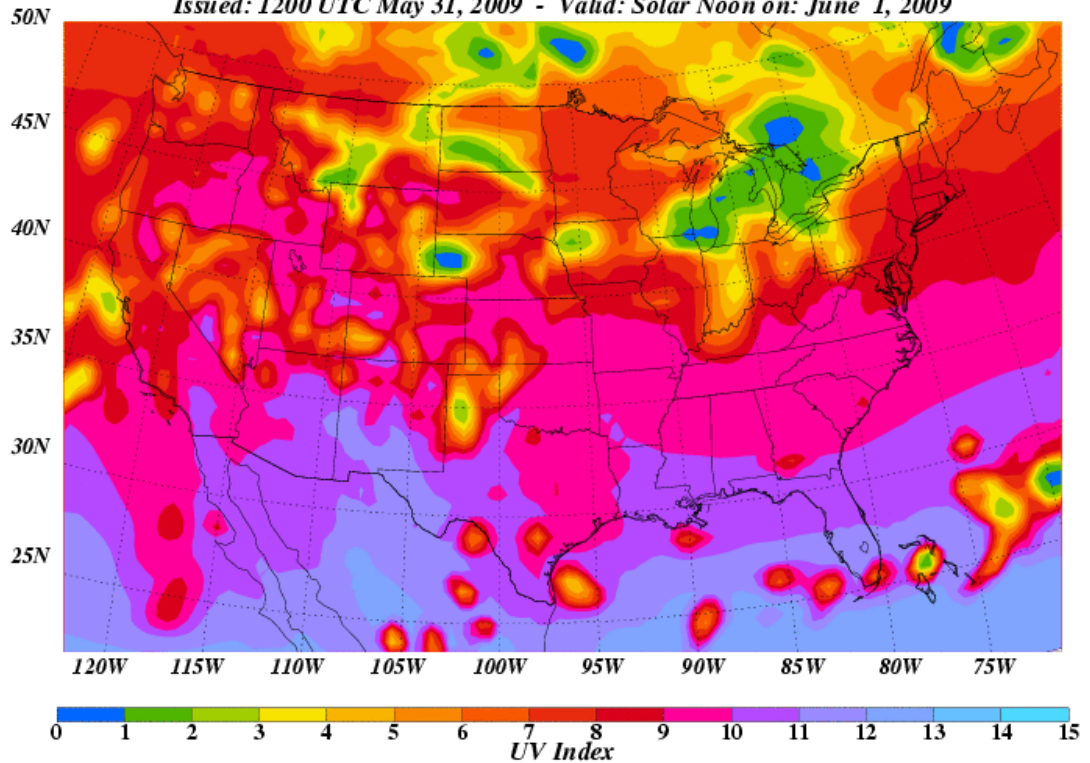 Issued: 1200 UTC May 31, 2009 - Valid: Solar Noon on: June 1, 2009
50N
45N
40N
35N
30N
25N
120W 115W 110W 105W 100W 95W 90W 85W 80W 75W
0 1 2 3 4 5 6 7 8 9 10 11 12 13 14 15
UV Index